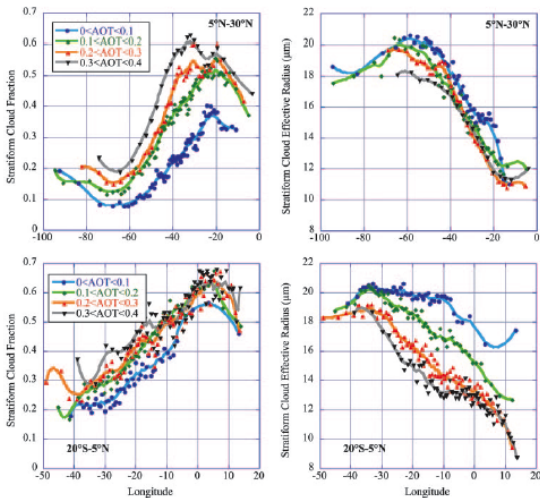 5°N-30°N
0<AOT<0.1
0.1<AOT<0.2
0.2<AOT<0.3
0.3<AOT<0.4
Stratiform Cloud Fraction
0.7
0.6
0.5
0.4
0.3
0.2
0.1
0
-100 -80 -60 -40 -20 0
5°N-30°N
Stratiform Cloud Effective Radius (µm)
22
20
18
16
14
12
10
8
-100 -80 -60 -40 -20 0
0<AOT<0.1
0.1<AOT<0.2
0.2<AOT<0.3
0.3<AOT<0.4
Stratiform Cloud Fraction
0.7
0.6
0.5
0.4
0.3
0.2
0.1
0
20°S-5°N
-50 -40 -30 -20 -10 0 10 20
Longitude
Stratiform Cloud Effective Radius (µm)
22
20
18
16
14
12
10
8
20°S-5°N
-50 -40 -30 -20 -10 0 10 20
Longitude